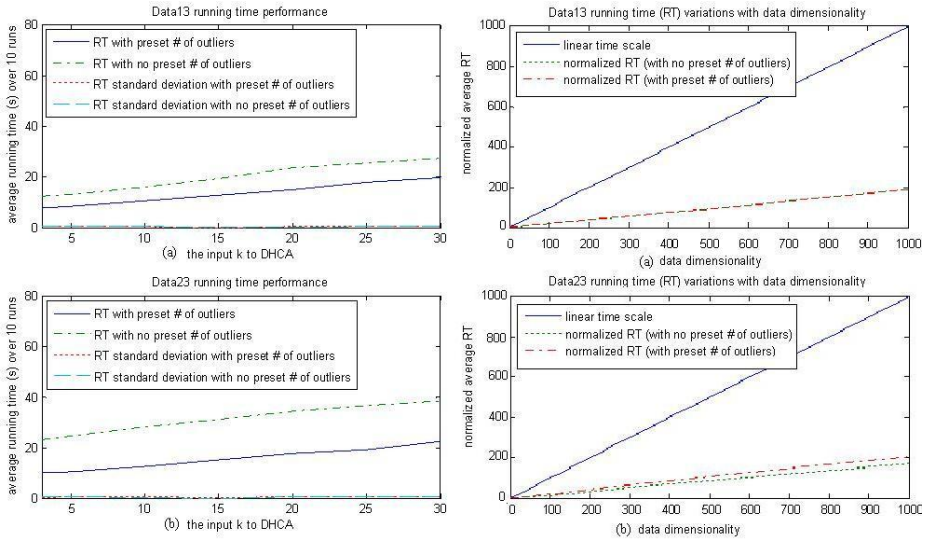 Data13 running time performance
average running time (s) over 10 runs
80
60
40
20
0
RT with preset # of outliers
RT with no preset # of outliers
RT standard deviation with preset # of outliers
RT standard deviation with no preset # of outliers
5 10 15 20 25 30
(a) the input k to DHCA
Data13 running time (RT) variations with data dimensionality
normalized average RT
1000
800
600
400
200
0
linear time scale
normalized RT (with no preset # of outliers)
normalized RT (with preset # of outliers)
0 100 200 300 400 500 600 700 800 900 1000
(a) data dimensionality
Data23 running time performance
average running time (s) over 10 runs
80
60
40
20
0
RT with preset # of outliers
RT with no preset # of outliers
RT standard deviation with preset # of outliers
RT standard deviation with no preset # of outliers
5 10 15 20 25 30
(b) the input k to DHCA
Data23 running time (RT) variations with data dimensionality
normalized average RT
1000
800
600
400
200
0
linear time scale
normalized RT (with no preset # of outliers)
normalized RT (with preset # of outliers)
0 100 200 300 400 500 600 700 800 900 1000
(b) data dimensionality